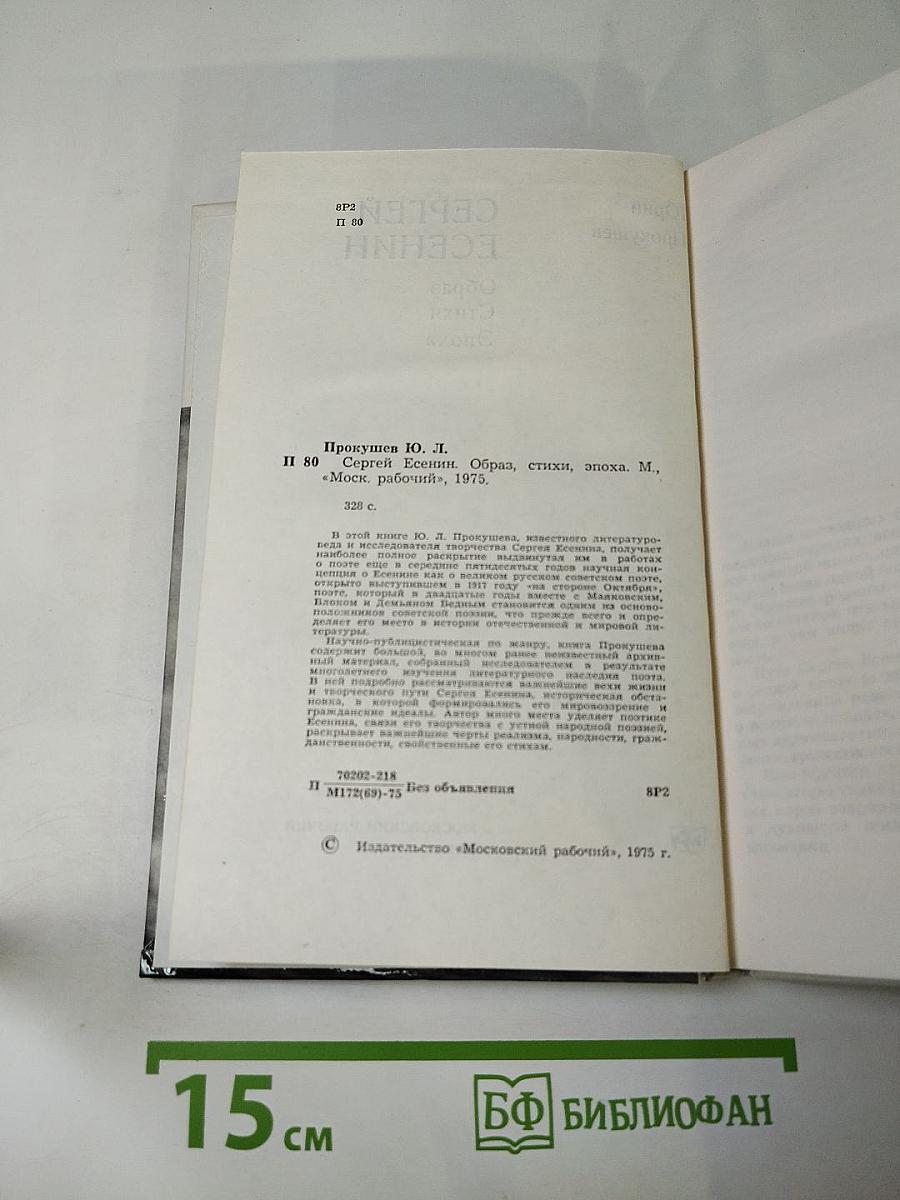 8Р2
П 80
Прокушев Ю. Л.
П 80 Сергей Есенин. Образ, стихи, эпоха. М.,
«Моск. рабочий», 1975.
328 с.
В этой книге Ю. Л. Прокушева, известного литературо-
веда и исследователя творчества Сергея Есенина, получает
наиболее полное раскрытие выдвинутая им в работах
о поэте еще в середине пятидесятых годов научная кон-
цепция о Есенине как о великом русском советском поэте,
открыто выступившем в 1917 году «на стороне Октября»,
поэте, который в двадцатые годы вместе с Маяковским,
Блоком и Демьяном Бедным становится одним из осново-
положников советской поэзии, что прежде всего и опре-
деляет его место в истории отечественной и мировой ли-
тературы.
Научно-публицистическая по жанру, книга Прокушева
содержит большой, во многом ранее неизвестный архив-
ный материал, собранный исследователем в результате
многолетнего изучения литературного наследия поэта.
В ней подробно рассматриваются важнейшие вехи жизни
и творческого пути Сергея Есенина, историческая обста-
новка, в которой формировались его мировоззрение и
гражданские идеалы. Автор много места уделяет поэтике
Есенина, связи его творчества с устной народной поэзией,
раскрывает важнейшие черты реализма, народности, граж-
данственности, свойственные его стихам.
70202-218
П Без объявления 8Р2
М172(69)-75
© Издательство «Московский рабочий», 1975 г.
15 см
БФ БИБЛИОФАН